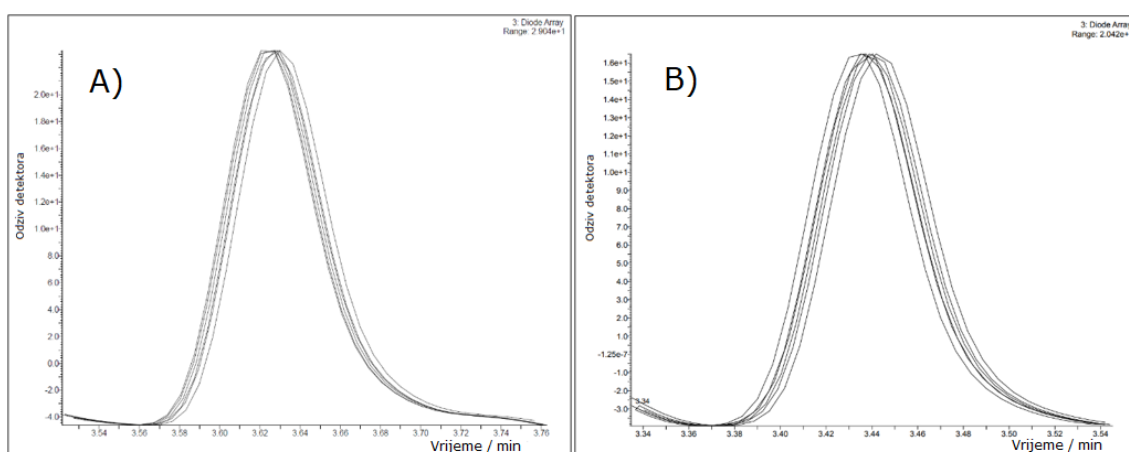 3: Diode Array
Range: 2.904e+1
A)
Odziv detektora
2.0e+1
1.8e+1
1.6e+1
1.4e+1
1.2e+1
1.0e+1
8.0
6.0
4.0
2.0
0.0
-2.0
-4.0
3.54 3.56 3.58 3.60 3.62 3.64 3.66 3.68 3.70 3.72 3.74 3.76
Vrijeme / min
3: Diode Array
Range: 2.042e+
B)
Odziv detektora
1.6e+1
1.5e+1
1.4e+1
1.3e+1
1.2e+1
1.1e+1
1.0e+1
9.0
8.0
7.0
6.0
5.0
4.0
3.0
2.0
1.0
-1.25e-7
-1.0
-2.0
-3.0
3.34
3.34 3.36 3.38 3.40 3.42 3.44 3.46 3.48 3.50 3.52 3.54
Vrijeme / min